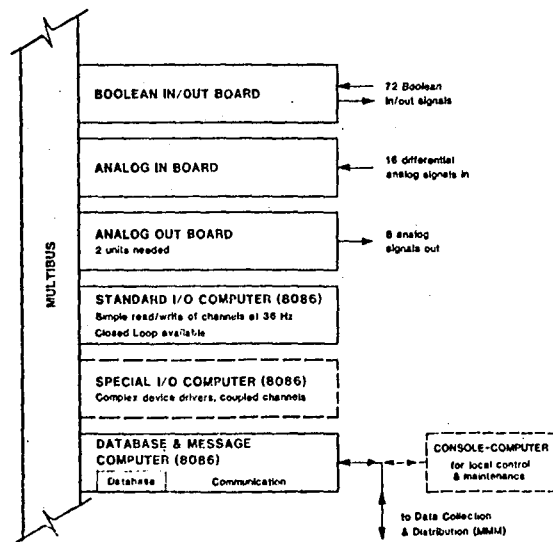 MULTIBUS
BOOLEAN IN/OUT BOARD
72 Boolean
in/out signals
ANALOG IN BOARD
16 differential
analog signals in
ANALOG OUT BOARD
2 units needed
8 analog
signals out
STANDARD I/O COMPUTER (8086)
Simple read/write of channels at 36 Hz
Closed Loop available
SPECIAL I/O COMPUTER (8086)
Complex device drivers, coupled channels
DATABASE & MESSAGE
COMPUTER (8086)
Database
Communication
CONSOLE-COMPUTER
for local control
& maintenance
to Data Collection
& Distribution (MMM)